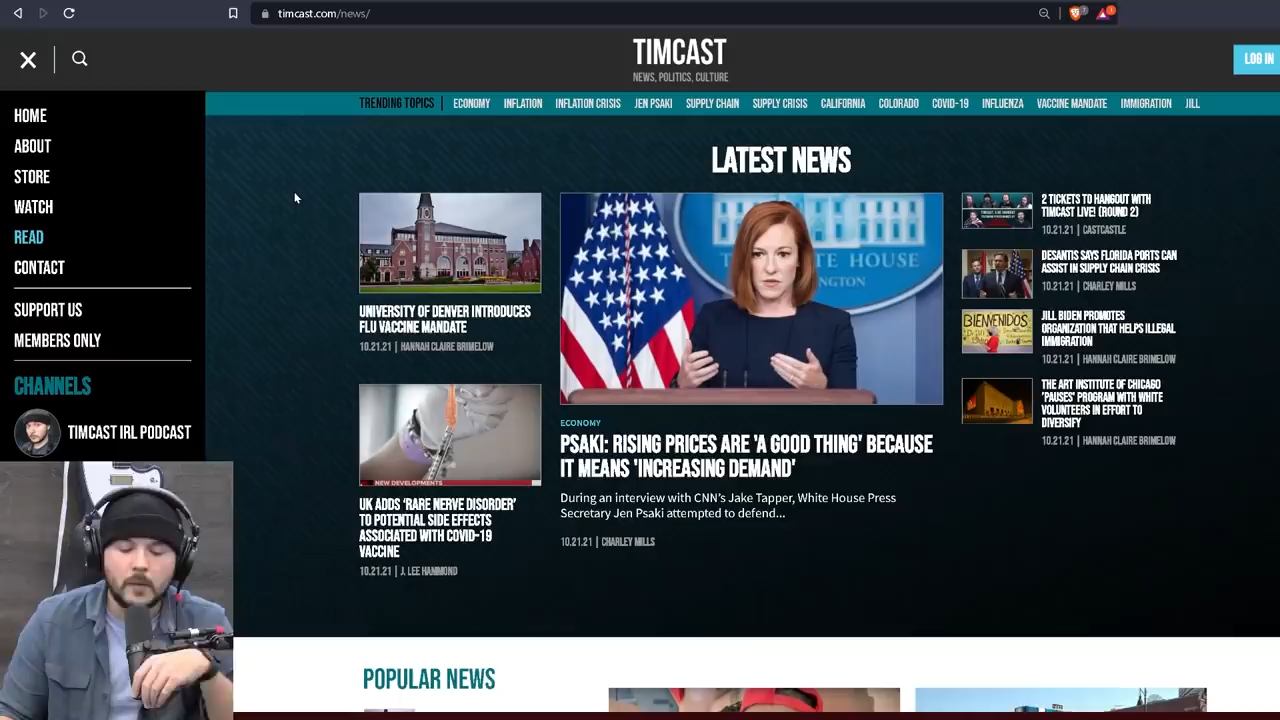 timcast.com/news/
TIMCAST
NEWS, POLITICS, CULTURE
LOG IN
HOME
ABOUT
STORE
WATCH
READ
CONTACT
SUPPORT US
MEMBERS ONLY
CHANNELS
TIMCAST IRL PODCAST
TRENDING TOPICS
ECONOMY
INFLATION
INFLATION CRISIS
JEN PSAKI
SUPPLY CHAIN
SUPPLY CRISIS
CALIFORNIA
COLORADO
COVID-19
INFLUENZA
VACCINE MANDATE
IMMIGRATION
JILL
LATEST NEWS
UNIVERSITY OF DENVER INTRODUCES
FLU VACCINE MANDATE
10.21.21 | HANNAH CLAIRE BRIMELOW
NEW DEVELOPMENTS
UK ADDS ‘RARE NERVE DISORDER’
TO POTENTIAL SIDE EFFECTS
ASSOCIATED WITH COVID-19
VACCINE
10.21.21 | J. LEE HAMMOND
THE WHITE HOUSE
ECONOMY
PSAKI: RISING PRICES ARE 'A GOOD THING' BECAUSE
IT MEANS 'INCREASING DEMAND'
During an interview with CNN’s Jake Tapper, White House Press
Secretary Jen Psaki attempted to defend...
10.21.21 | CHARLEY MILLS
2 TICKETS TO HANGOUT WITH
TIMCAST LIVE! (ROUND 2)
10.21.21 | CASTCASTLE
DESANTIS SAYS FLORIDA PORTS CAN
ASSIST IN SUPPLY CHAIN CRISIS
10.21.21 | CHARLEY MILLS
BIENVENIDOS
JILL BIDEN PROMOTES
ORGANIZATION THAT HELPS ILLEGAL
IMMIGRATION
10.21.21 | HANNAH CLAIRE BRIMELOW
THE ART INSTITUTE OF CHICAGO
'PAUSES' PROGRAM WITH WHITE
VOLUNTEERS IN EFFORT TO
DIVERSIFY
10.21.21 | HANNAH CLAIRE BRIMELOW
POPULAR NEWS